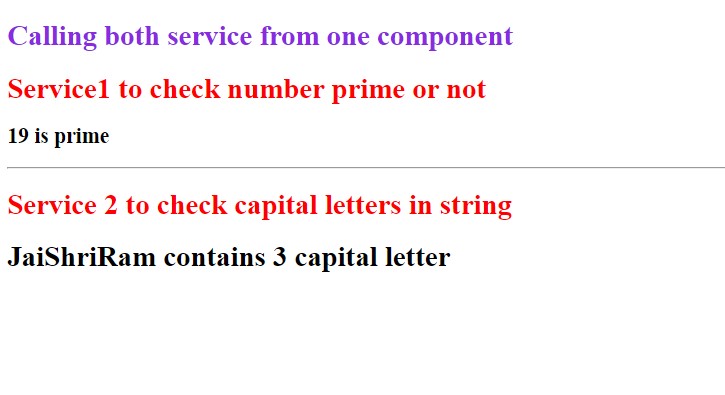 Calling both service from one component
Service1 to check number prime or not
19 is prime
Service 2 to check capital letters in string
JaiShriRam contains 3 capital letter